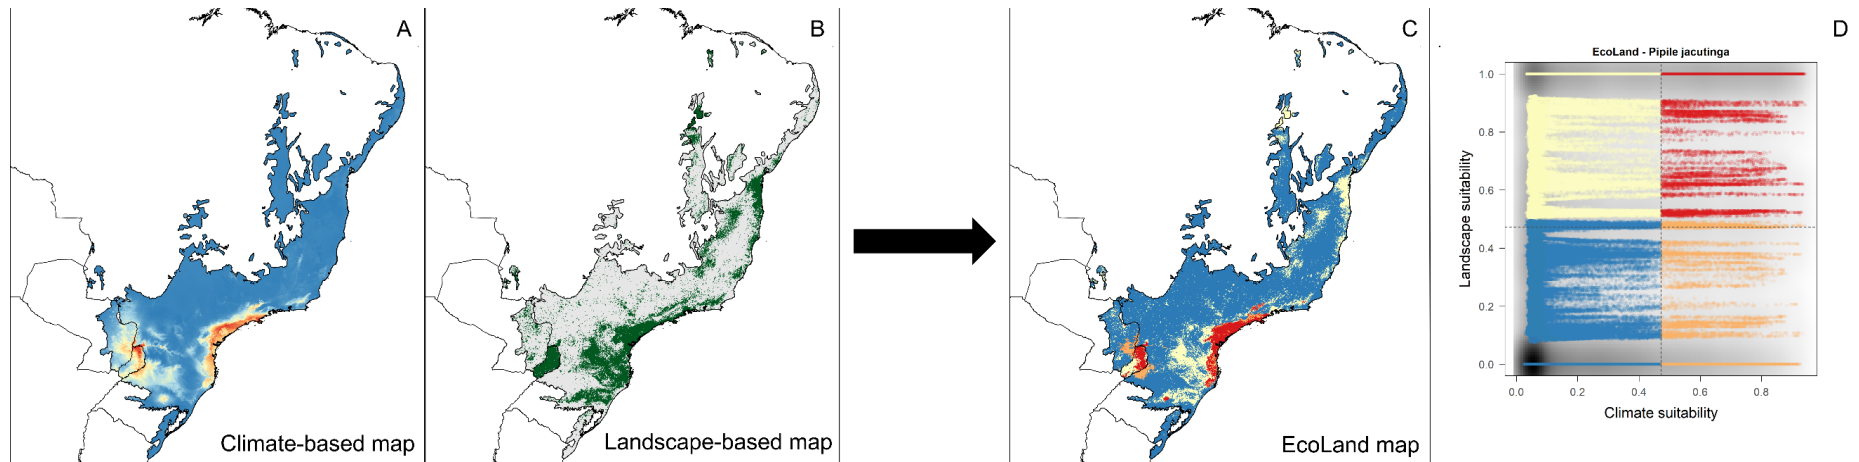 A
Climate-based map
B
Landscape-based map
C
EcoLand map
D
EcoLand - Pipile jacutinga
Landscape suitability
1.0
0.8
0.6
0.4
0.2
0.0
0.0 0.2 0.4 0.6 0.8
Climate suitability